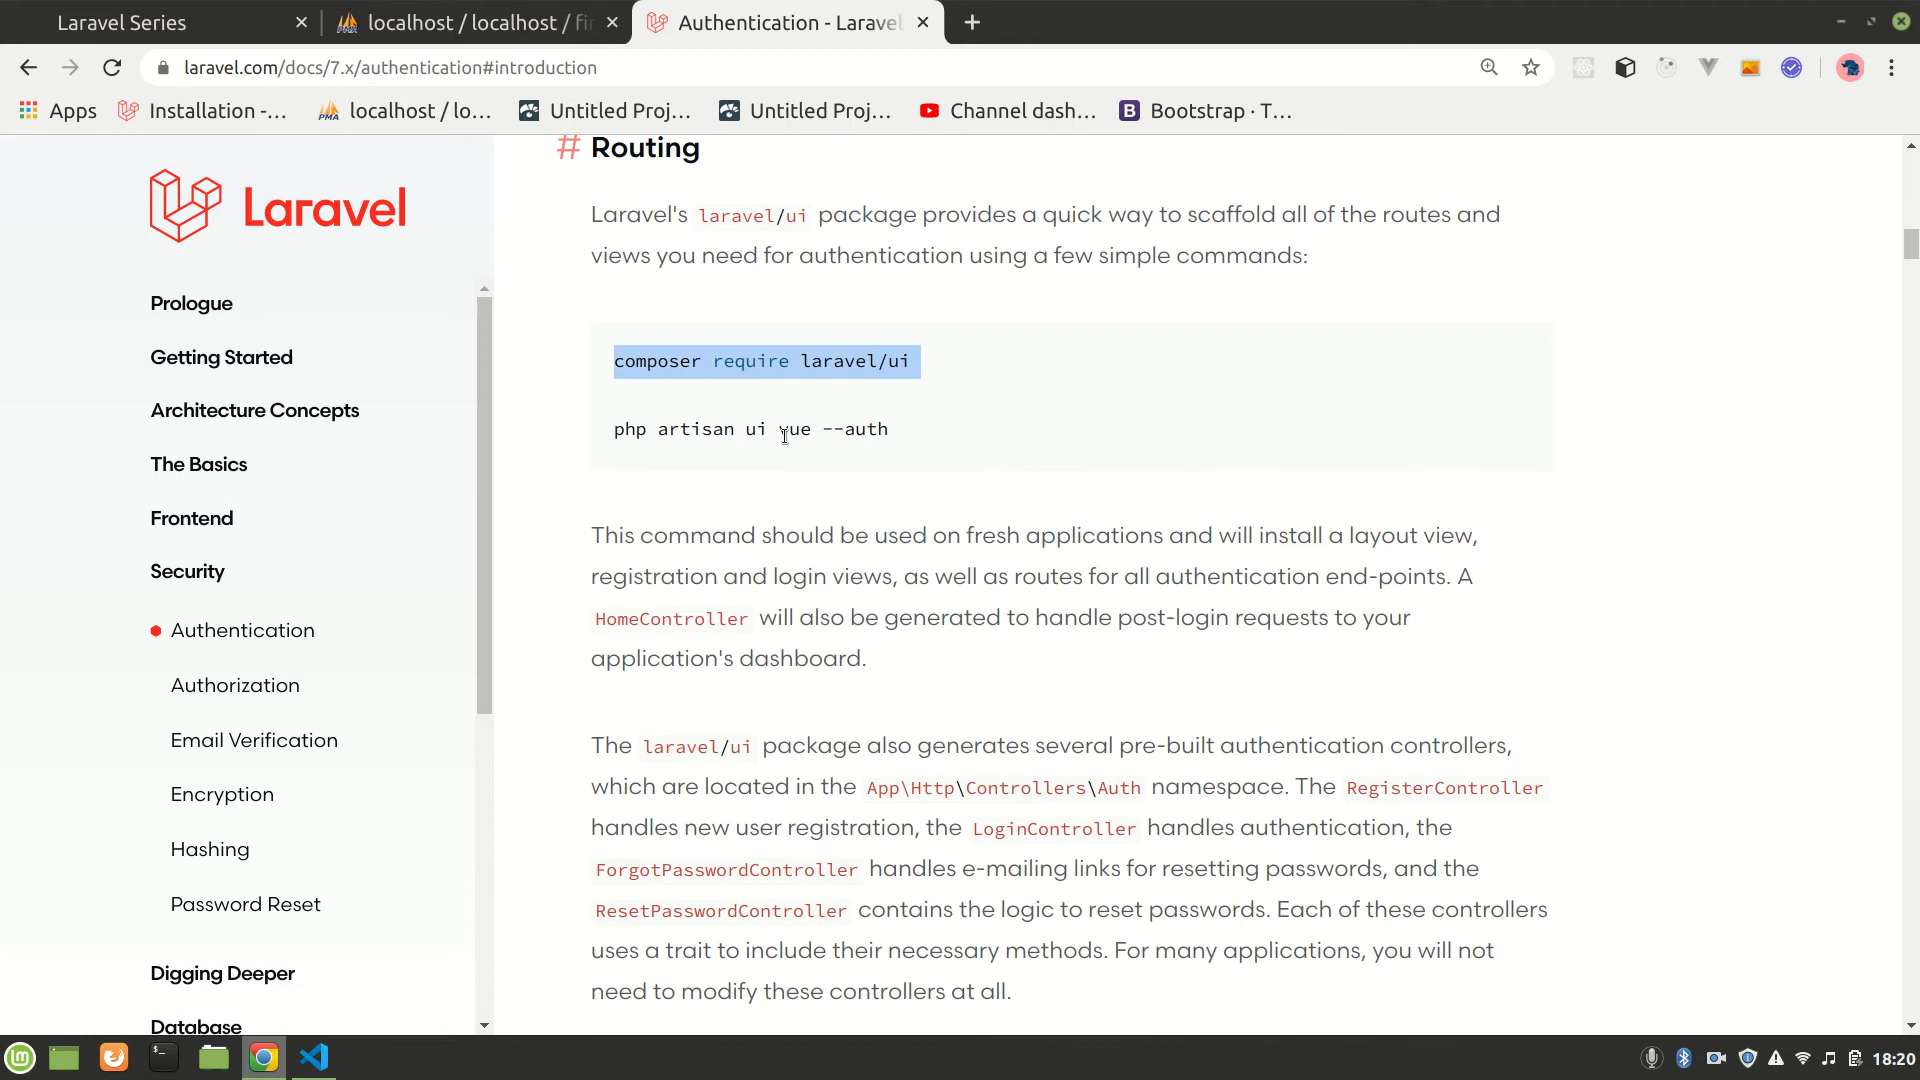 Laravel Series
localhost / localhost / fir
Authentication - Laravel
laravel.com/docs/7.x/authentication#introduction
Apps
Installation -...
PMA
localhost / lo...
Untitled Proj...
Untitled Proj...
Channel dash...
B
Bootstrap · T...
Laravel
Prologue
Getting Started
Architecture Concepts
The Basics
Frontend
Security
Authentication
Authorization
Email Verification
Encryption
Hashing
Password Reset
Digging Deeper
Database
# Routing
Laravel's laravel/ui package provides a quick way to scaffold all of the routes and
views you need for authentication using a few simple commands:
composer require laravel/ui
php artisan ui vue --auth
This command should be used on fresh applications and will install a layout view,
registration and login views, as well as routes for all authentication end-points. A
HomeController will also be generated to handle post-login requests to your
application's dashboard.
The laravel/ui package also generates several pre-built authentication controllers,
which are located in the App\Http\Controllers\Auth namespace. The RegisterController
handles new user registration, the LoginController handles authentication, the
ForgotPasswordController handles e-mailing links for resetting passwords, and the
ResetPasswordController contains the logic to reset passwords. Each of these controllers
uses a trait to include their necessary methods. For many applications, you will not
need to modify these controllers at all.
18:20